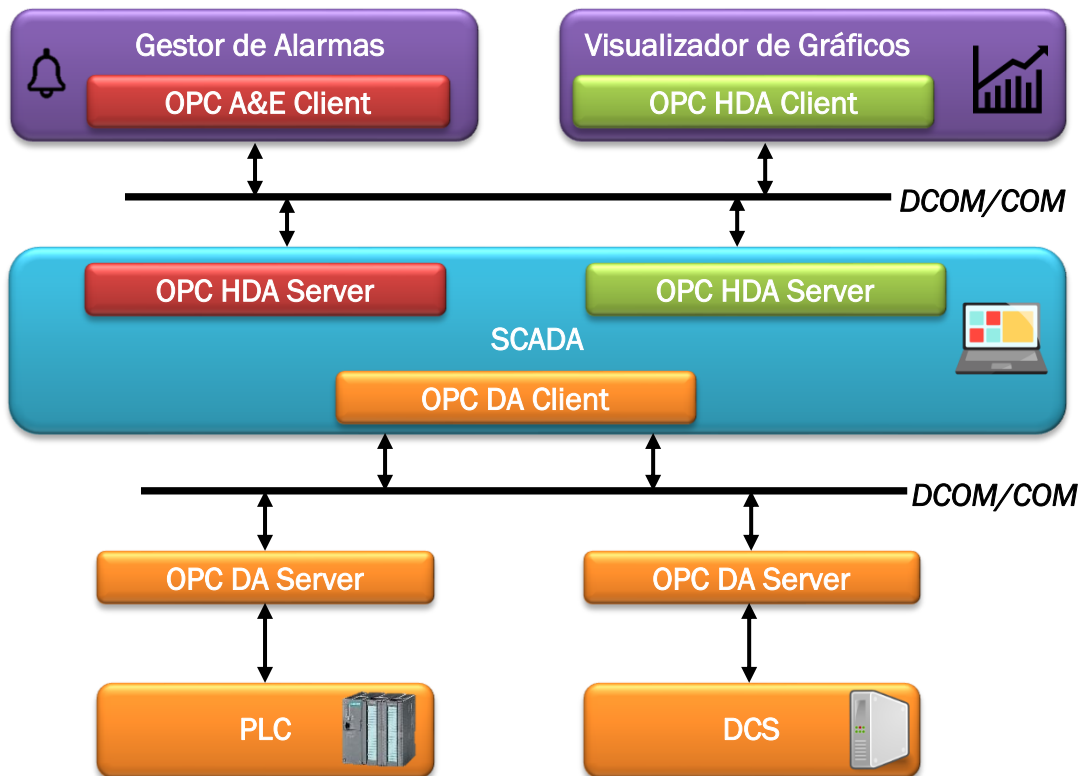 Gestor de Alarmas
Visualizador de Gráficos
OPC A&E Client
OPC HDA Client
DCOM/COM
OPC HDA Server
OPC HDA Server
SCADA
OPC DA Client
DCOM/COM
OPC DA Server
OPC DA Server
PLC
DCS